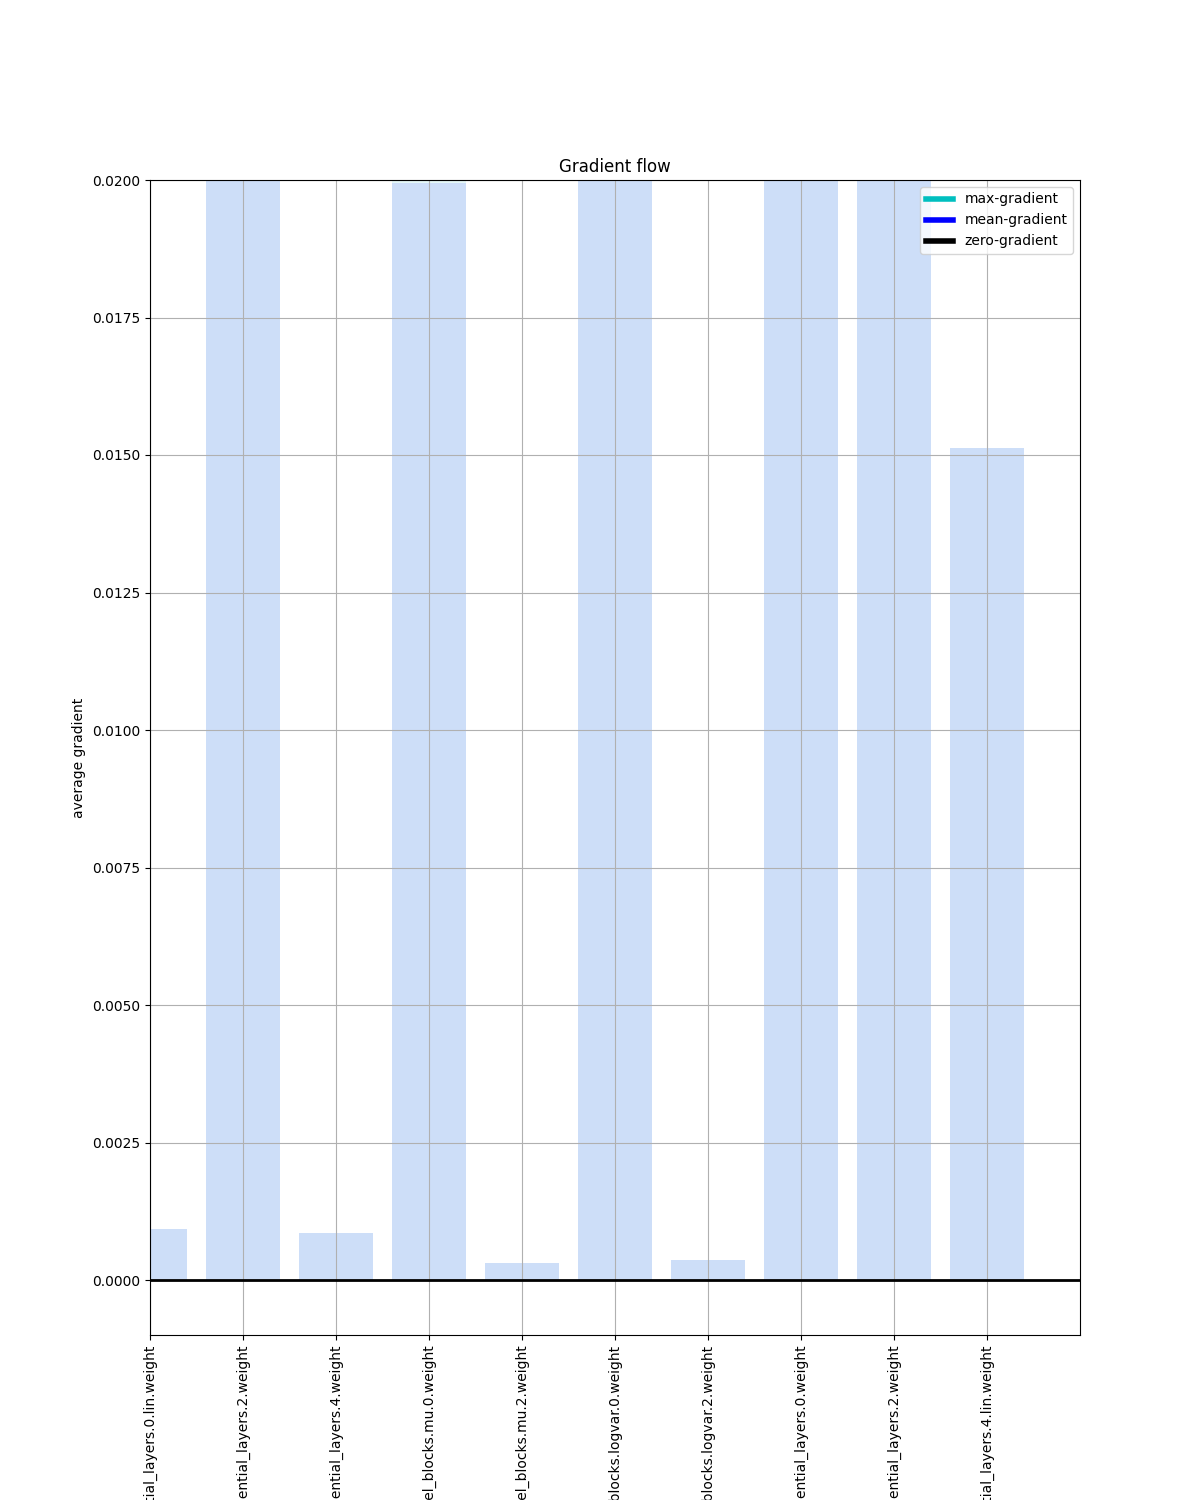 Gradient flow
max-gradient
mean-gradient
zero-gradient
0.0200
0.0175
0.0150
0.0125
0.0100
0.0075
0.0050
0.0025
0.0000
average gradient
tial_layers.0.lin.weight
ential_layers.2.weight
ential_layers.4.weight
el_blocks.mu.0.weight
el_blocks.mu.2.weight
blocks.logvar.0.weight
blocks.logvar.2.weight
ential_layers.0.weight
ential_layers.2.weight
tial_layers.4.lin.weight